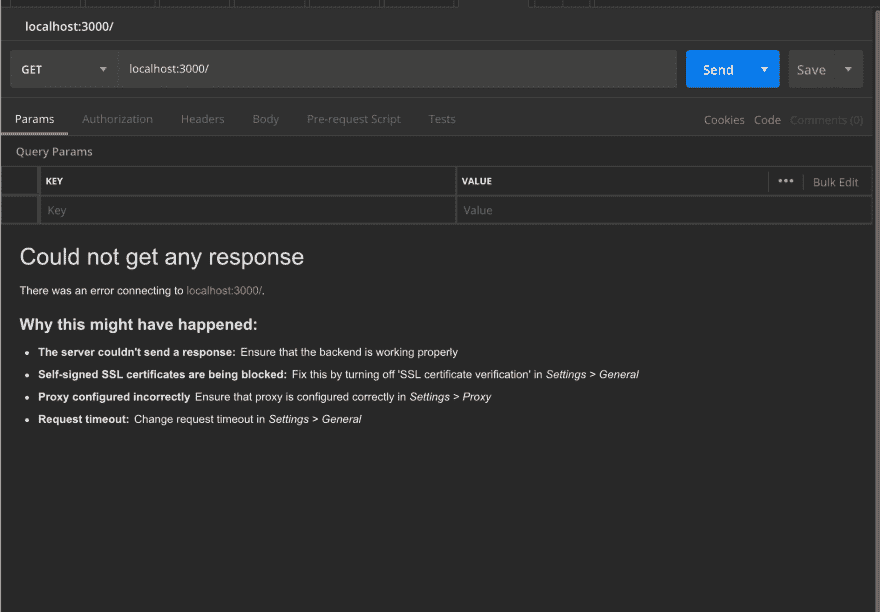 localhost:3000/
GET localhost:3000/ Send Save
Params Authorization Headers Body Pre-request Script Tests Cookies Code Comments (0)
Query Params
KEY VALUE ••• Bulk Edit
Key Value
Could not get any response
There was an error connecting to localhost:3000/.
Why this might have happened:
• The server couldn't send a response: Ensure that the backend is working properly
• Self-signed SSL certificates are being blocked: Fix this by turning off 'SSL certificate verification' in Settings > General
• Proxy configured incorrectly Ensure that proxy is configured correctly in Settings > Proxy
• Request timeout: Change request timeout in Settings > General